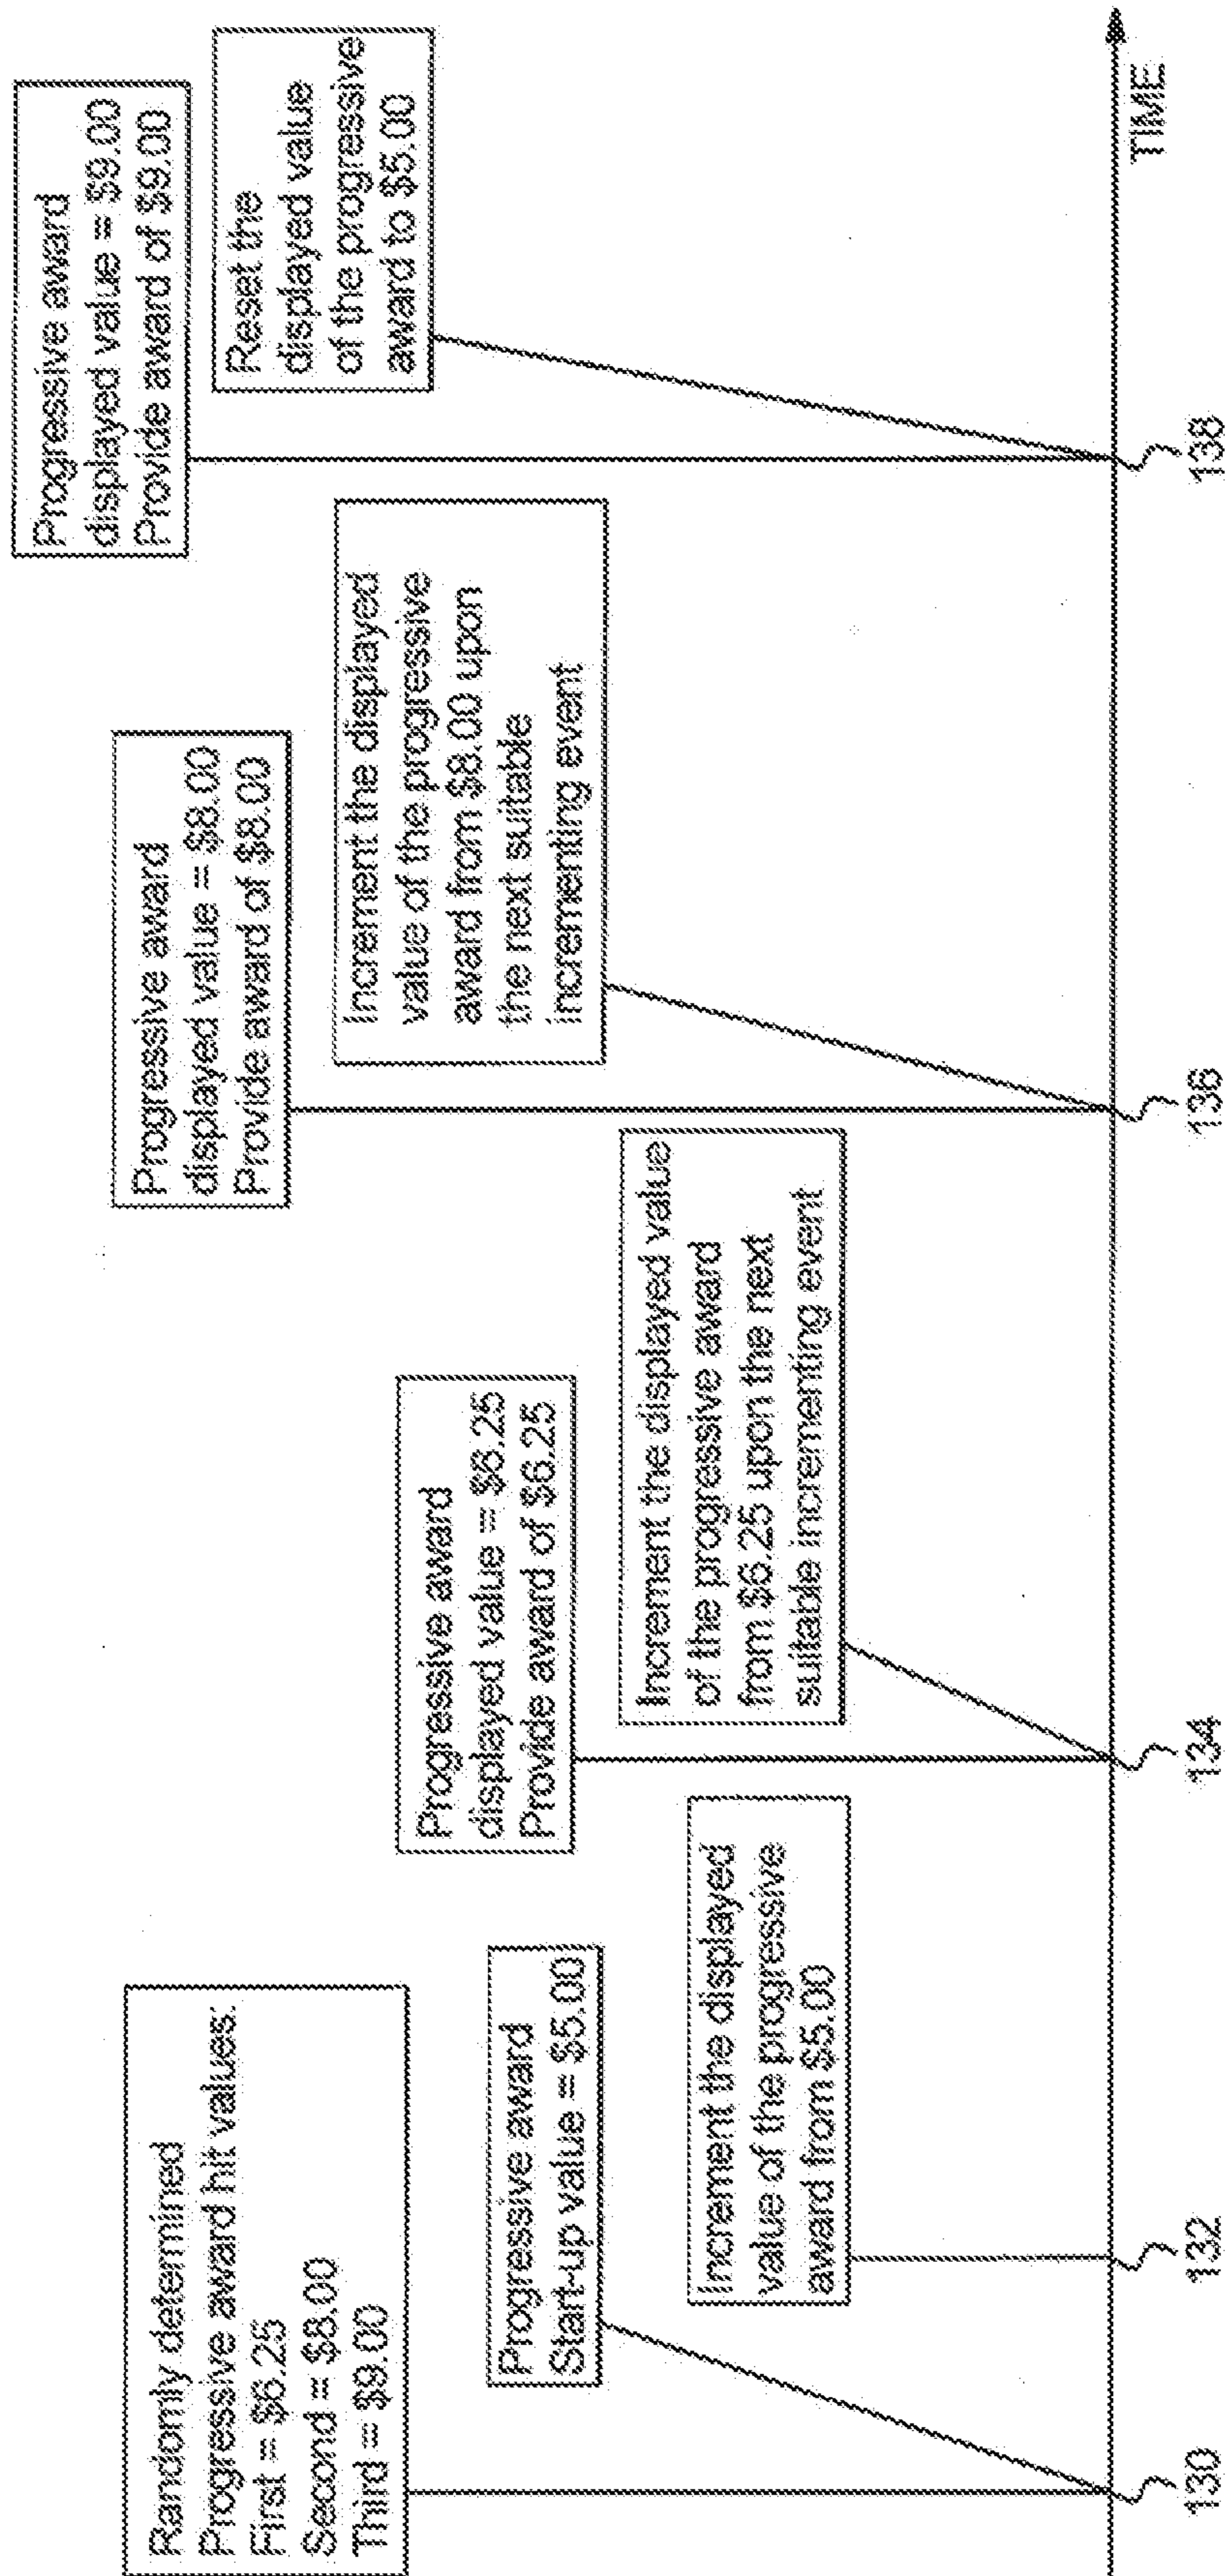 Randomly determined
Progressive award hit values:
First = $6.25
Second = $8.00
Third = $9.00
Progressive award
Start-up value = $5.00
Increment the displayed
value of the progressive
award from $5.00
Progressive award
displayed value = $6.25
Provide award of $6.25
Increment the displayed value
of the progressive award
from $6.25 upon the next
suitable incrementing event
Progressive award
displayed value = $8.00
Provide award of $8.00
Increment the displayed
value of the progressive
award from $8.00 upon
the next suitable
incrementing event
Progressive award
displayed value = $9.00
Provide award of $9.00
Reset the
displayed value
of the progressive
award to $5.00
130
132
134
136
138
TIME